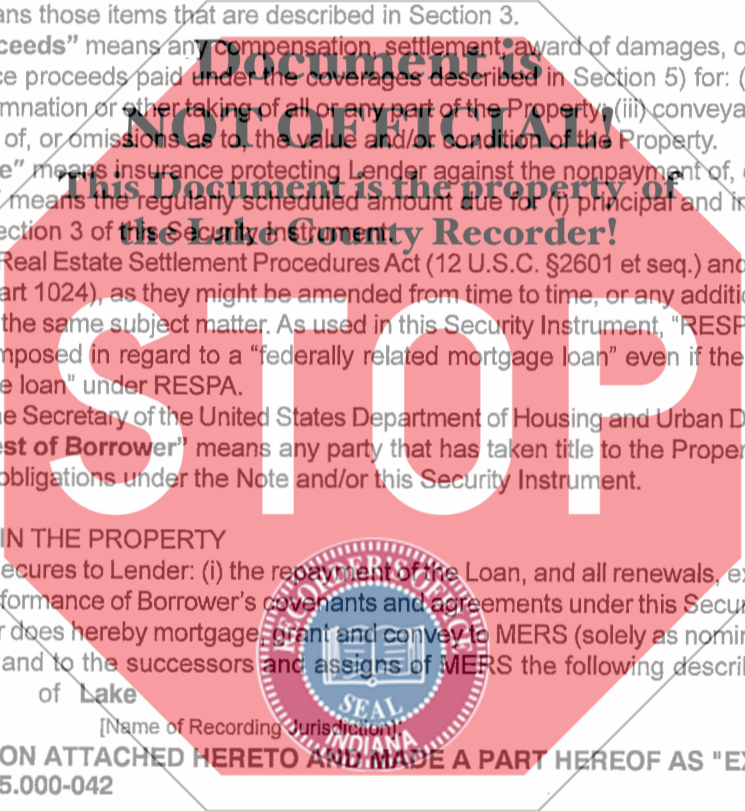 ans those items that are described in Section 3.
ceeds” means any compensation, settlement, award of damages, o
ce proceeds paid under the coverages described in Section 5) for: (
mnation or other taking of all or any part of the Property; (iii) conveya
of, or omissions as to, the value and/or condition of the Property.
e” means insurance protecting Lender against the nonpayment of,
means the regularly scheduled amount due for (i) principal and in
ection 3 of this Security Instrument.
Document is
NOT OFFICIAL!
This Document is the property of
the Lake County Recorder!
Real Estate Settlement Procedures Act (12 U.S.C. §2601 et seq.) and
art 1024), as they might be amended from time to time, or any additio
the same subject matter. As used in this Security Instrument, “RESP
mposed in regard to a “federally related mortgage loan” even if the
e loan” under RESPA.
e Secretary of the United States Department of Housing and Urban D
st of Borrower” means any party that has taken title to the Proper
obligations under the Note and/or this Security Instrument.
STOP
IN THE PROPERTY
ecures to Lender: (i) the repayment of the Loan, and all renewals, ex
formance of Borrower’s covenants and agreements under this Secur
r does hereby mortgage, grant and convey to MERS (solely as nomin
and to the successors and assigns of MERS the following describ
of Lake
[Name of Recording Jurisdiction]:
RECORDER'S OFFICE
SEAL
INDIANA
ON ATTACHED HERETO AND MADE A PART HEREOF AS "EX
5.000-042